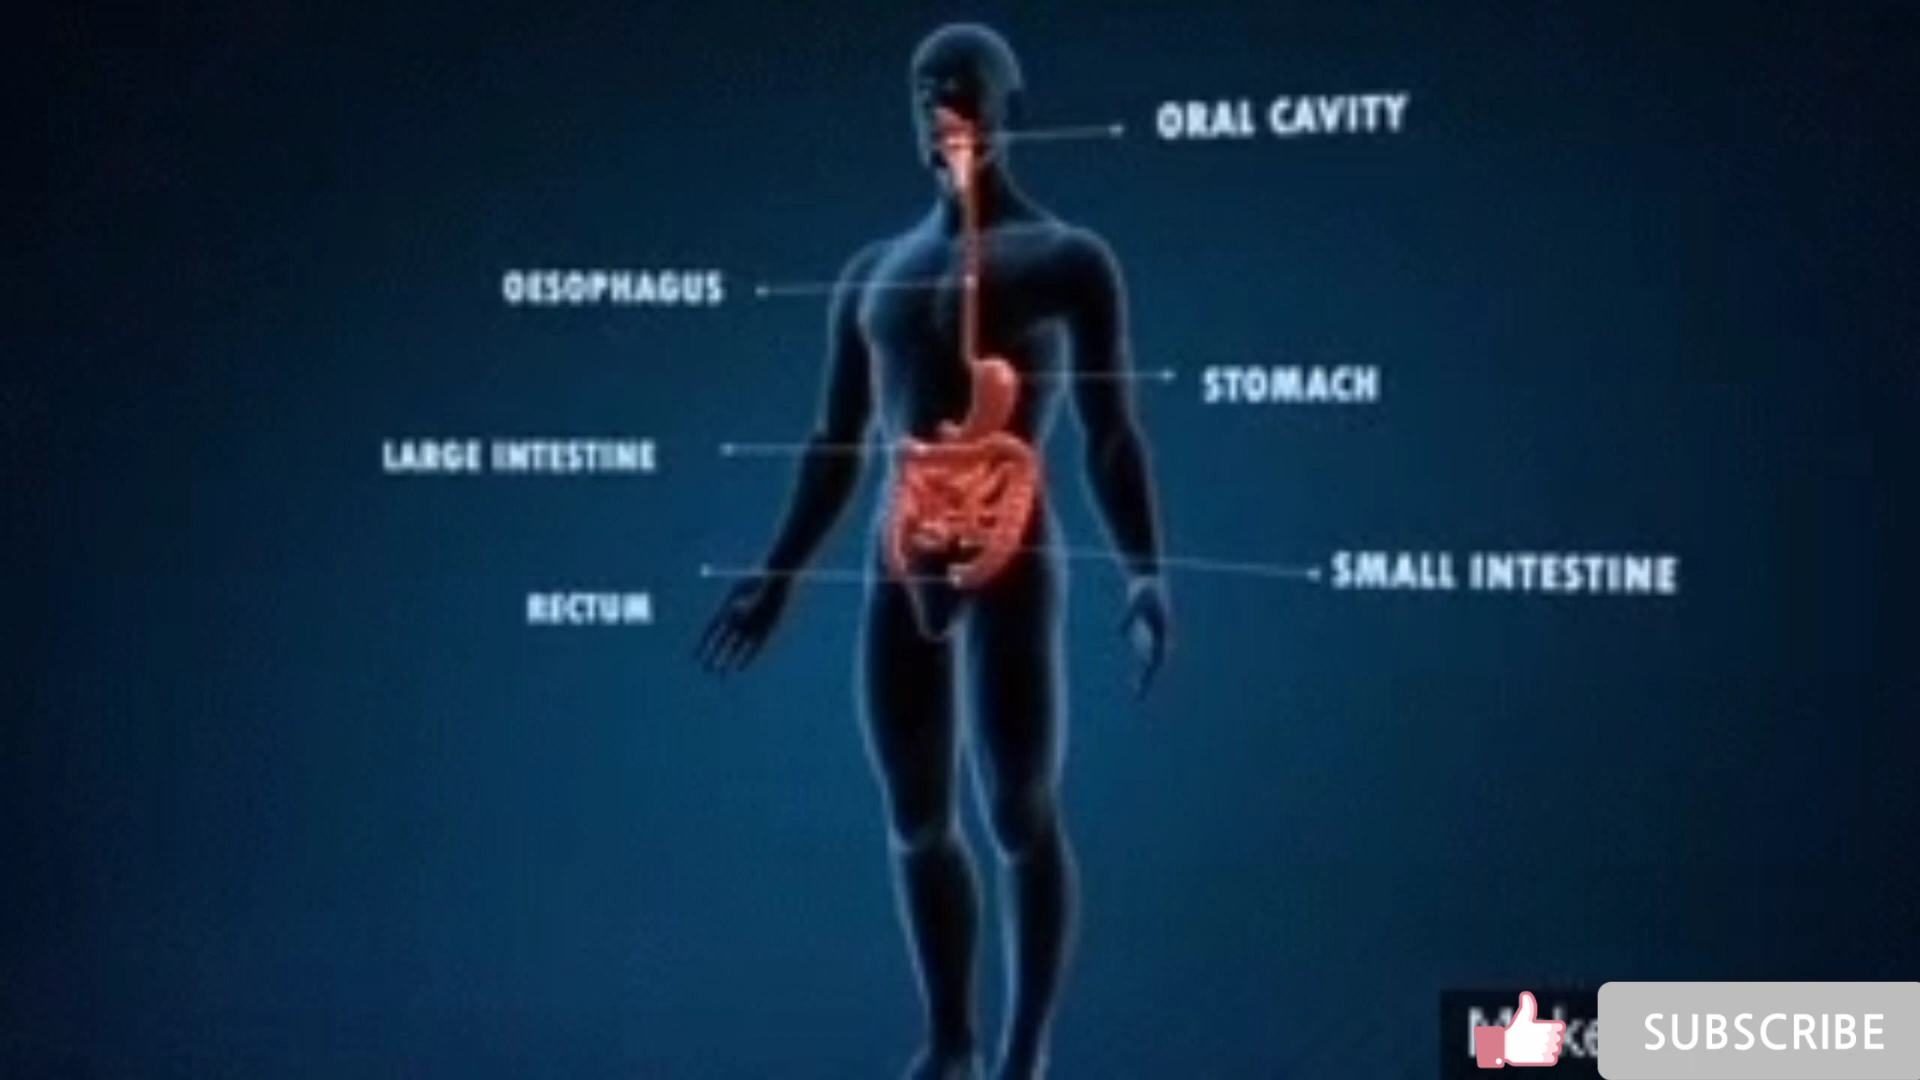 ORAL CAVITY
OESOPHAGUS
STOMACH
LARGE INTESTINE
SMALL INTESTINE
RECTUM
SUBSCRIBE